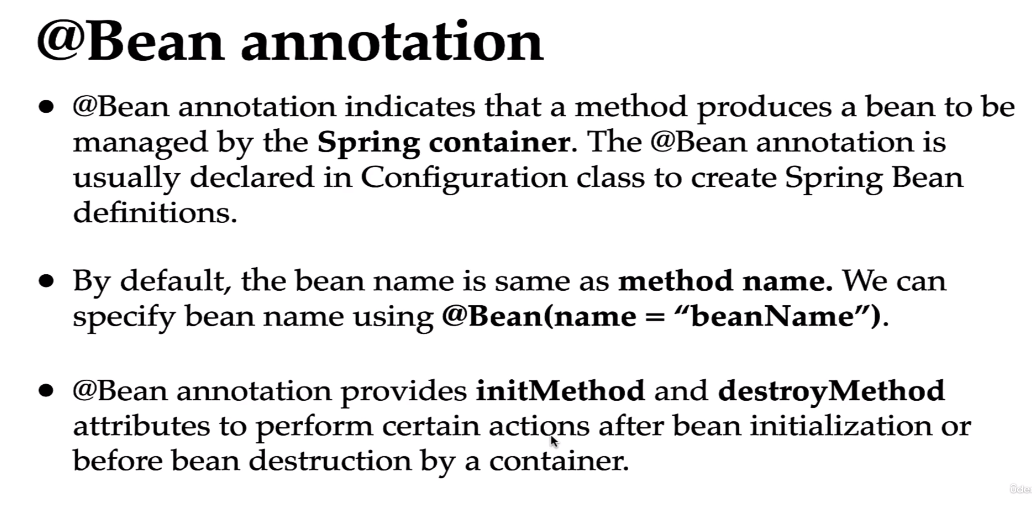 @Bean annotation
• @Bean annotation indicates that a method produces a bean to be
managed by the Spring container. The @Bean annotation is
usually declared in Configuration class to create Spring Bean
definitions.
• By default, the bean name is same as method name. We can
specify bean name using @Bean(name = “beanName”).
• @Bean annotation provides initMethod and destroyMethod
attributes to perform certain actions after bean initialization or
before bean destruction by a container.